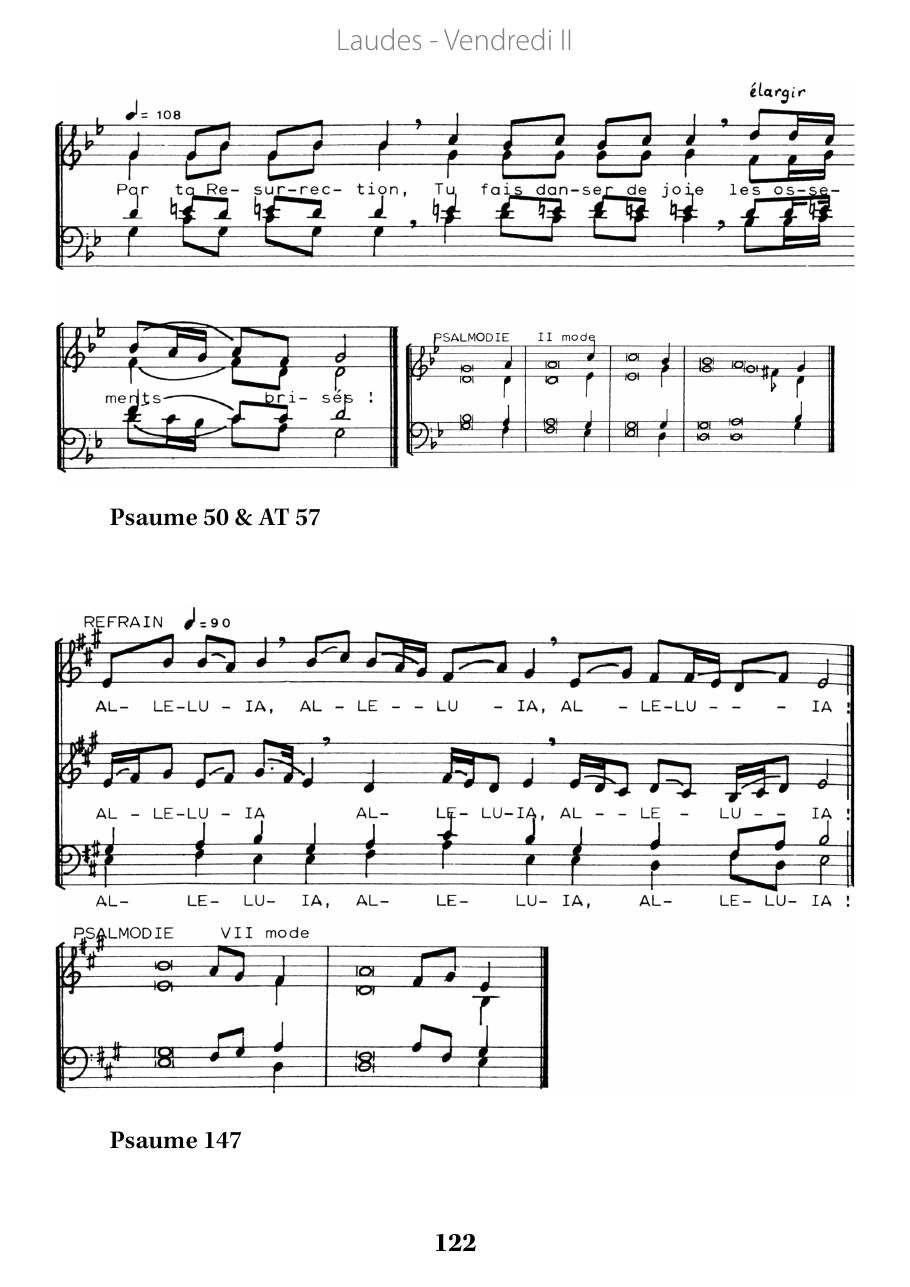 Laudes - Vendredi II
élargir
= 108
Par ta Re- sur-rec- tion, Tu fais dan-ser de joie les os-se-
PSALMODIE II mode
ments bri- sés !
Psaume 50 & AT 57
REFRAIN =90
AL- LE-LU - IA, AL - LE - - LU - IA, AL - LE-LU - - - IA !
AL - LE-LU - IA AL- LE- LU-IA, AL - - LE - LU - - IA !
AL- LE- LU- IA, AL- LE- LU- IA, AL- LE- LU- IA !
PSALMODIE VII mode
Psaume 147
122